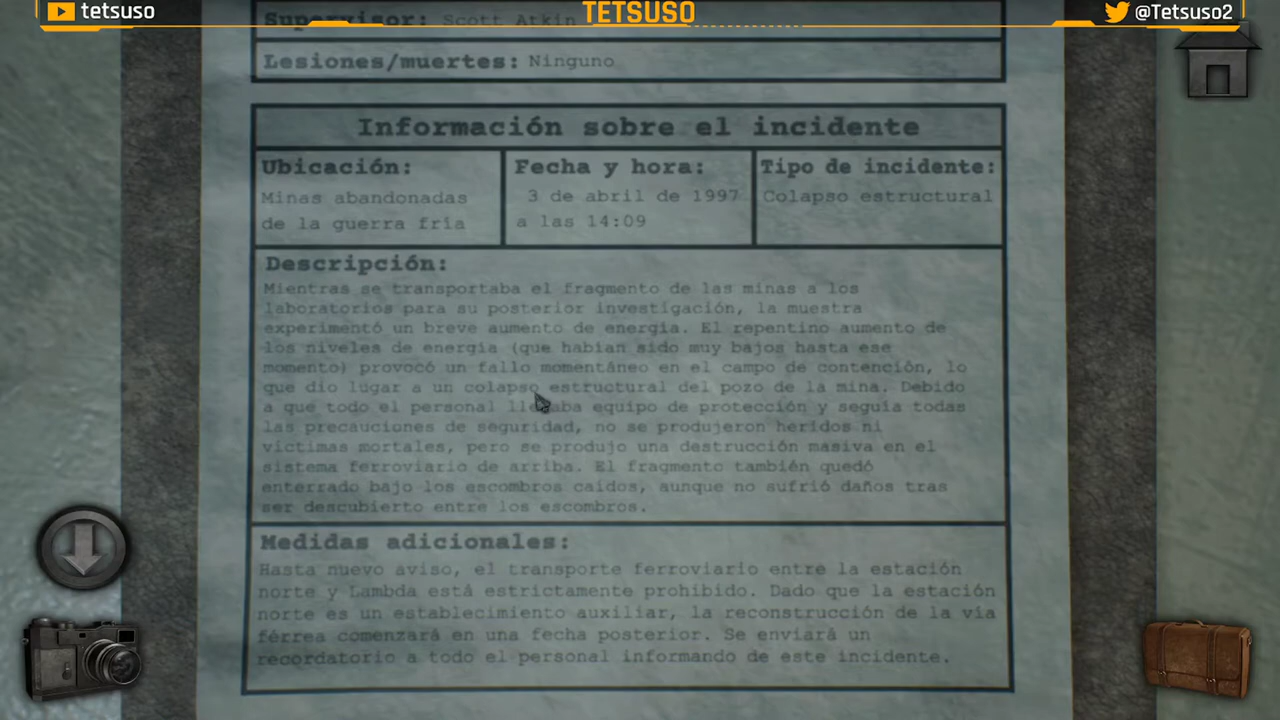 tetsuso
TETSUSO
@Tetsuso2
Supervisor: Scott Atkin
Lesiones/muertes: Ninguno
Información sobre el incidente
Ubicación:
Minas abandonadas
de la guerra fría
Fecha y hora:
3 de abril de 1997
a las 14:09
Tipo de incidente:
Colapso estructural
Descripción:
Mientras se transportaba el fragmento de las minas a los
laboratorios para su posterior investigación, la muestra
experimentó un breve aumento de energía. El repentino aumento de
los niveles de energía (que habían sido muy bajos hasta ese
momento) provocó un fallo momentáneo en el campo de contención, lo
que dio lugar a un colapso estructural del pozo de la mina. Debido
a que todo el personal llevaba equipo de protección y seguía todas
las precauciones de seguridad, no se produjeron heridos ni
víctimas mortales, pero se produjo una destrucción masiva en el
sistema ferroviario de arriba. El fragmento también quedó
enterrado bajo los escombros caídos, aunque no sufrió daños tras
ser descubierto entre los escombros.
Medidas adicionales:
Hasta nuevo aviso, el transporte ferroviario entre la estación
norte y Lambda está estrictamente prohibido. Dado que la estación
norte es un establecimiento auxiliar, la reconstrucción de la vía
férrea comenzará en una fecha posterior. Se enviará un
recordatorio a todo el personal informando de este incidente.